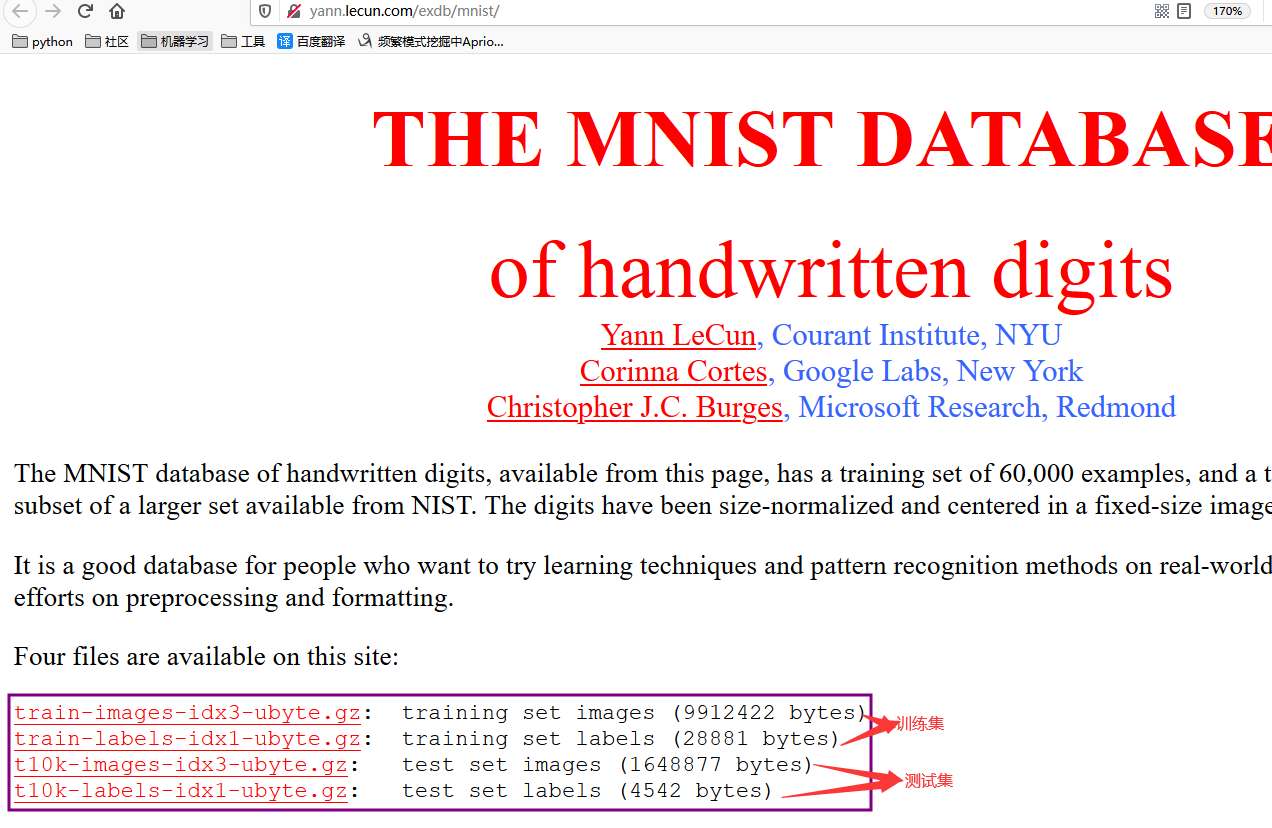 yann.lecun.com/exdb/mnist/
170%
python 社区 机器学习 工具 译 百度翻译 频繁模式挖掘中Aprio...
THE MNIST DATABASE
of handwritten digits
Yann LeCun, Courant Institute, NYU
Corinna Cortes, Google Labs, New York
Christopher J.C. Burges, Microsoft Research, Redmond
The MNIST database of handwritten digits, available from this page, has a training set of 60,000 examples, and a t
subset of a larger set available from NIST. The digits have been size-normalized and centered in a fixed-size image
It is a good database for people who want to try learning techniques and pattern recognition methods on real-world
efforts on preprocessing and formatting.
Four files are available on this site:
train-images-idx3-ubyte.gz: training set images (9912422 bytes)
train-labels-idx1-ubyte.gz: training set labels (28881 bytes)
训练集
t10k-images-idx3-ubyte.gz: test set images (1648877 bytes)
t10k-labels-idx1-ubyte.gz: test set labels (4542 bytes)
测试集